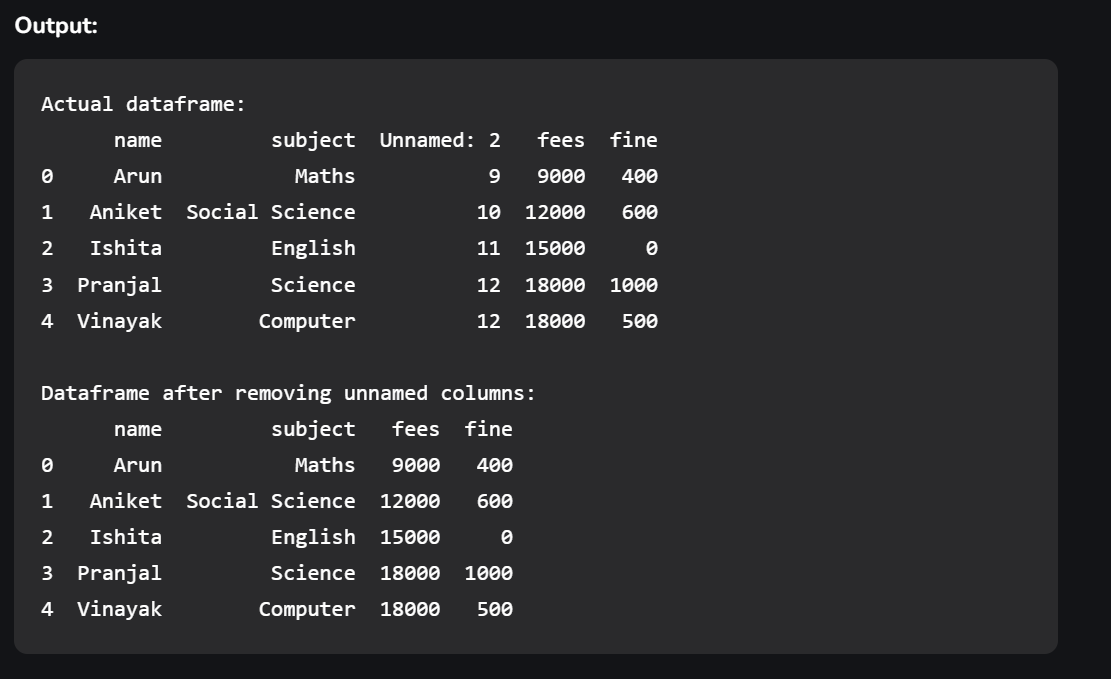 Output:
Actual dataframe:
      name         subject  Unnamed: 2   fees  fine
0     Arun           Maths           9   9000   400
1   Aniket  Social Science          10  12000   600
2   Ishita         English          11  15000     0
3  Pranjal         Science          12  18000  1000
4  Vinayak        Computer          12  18000   500
Dataframe after removing unnamed columns:
      name         subject   fees  fine
0     Arun           Maths   9000   400
1   Aniket  Social Science  12000   600
2   Ishita         English  15000     0
3  Pranjal         Science  18000  1000
4  Vinayak        Computer  18000   500